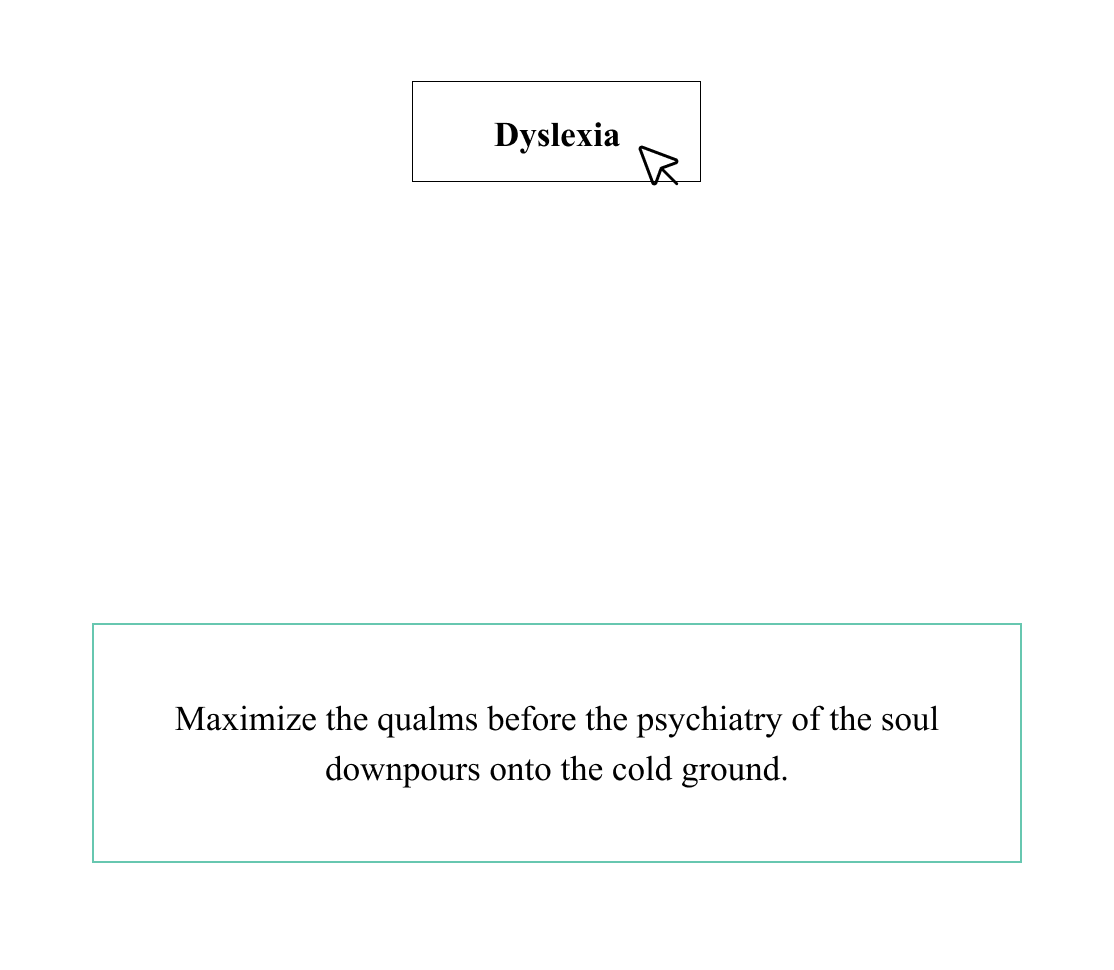 Dyslexia
Maximize the qualms before the psychiatry of the soul
downpours onto the cold ground.